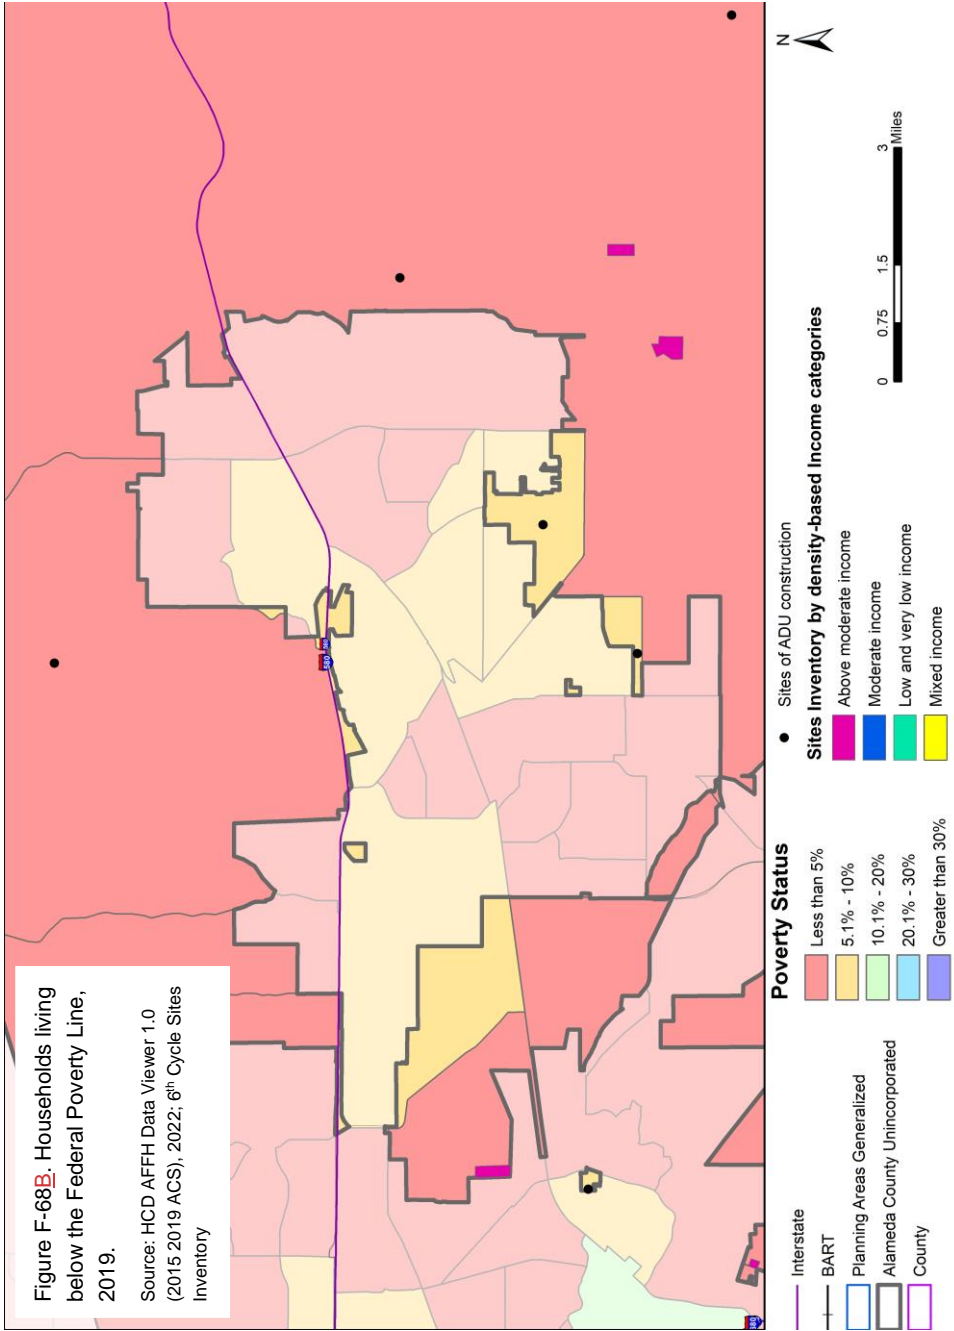 Figure F-68B. Households living
below the Federal Poverty Line,
2019.
Source: HCD AFFH Data Viewer 1.0
(2015 2019 ACS), 2022; 6th Cycle Sites
Inventory
580
580
N
Interstate
BART
Planning Areas Generalized
Alameda County Unincorporated
County
Poverty Status
Less than 5%
5.1% - 10%
10.1% - 20%
20.1% - 30%
Greater than 30%
Sites of ADU construction
Sites Inventory by density-based Income categories
Above moderate income
Moderate income
Low and very low income
Mixed income
0 0.75 1.5 3
Miles